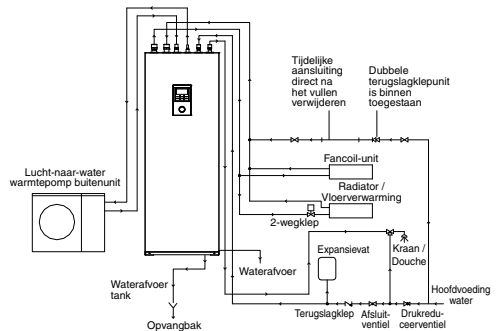 Tijdelijke
aansluiting
direct na
het vullen
verwijderen
Dubbele
terugslagklepunit
is binnen
toegestaan
Fancoil-unit
Radiator /
Vloerverwarming
2-wegklep
Lucht-naar-water
warmtepomp buitenunit
Expansievat
Kraan /
Douche
Waterafvoer
Waterafvoer
tank
Opvangbak
Terugslagklep
Afsluit-
ventiel
Drukredu-
ceerventiel
Hoofdvoeding
water